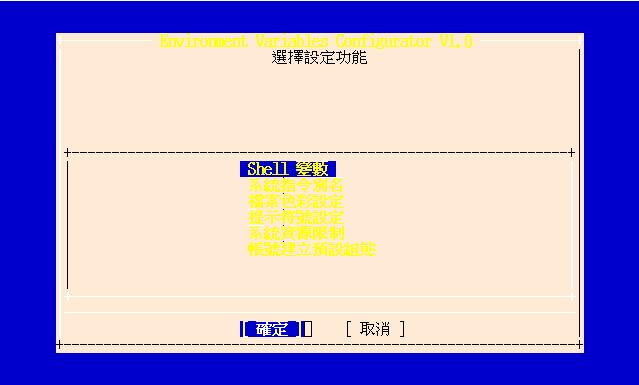 Environment Variables Configurator V1.0
選擇設定功能
Shell 變數
系統指令別名
檔案色彩設定
提示符號設定
系統資源限制
帳號建立預設組態
[ 確定 ] [ 取消 ]